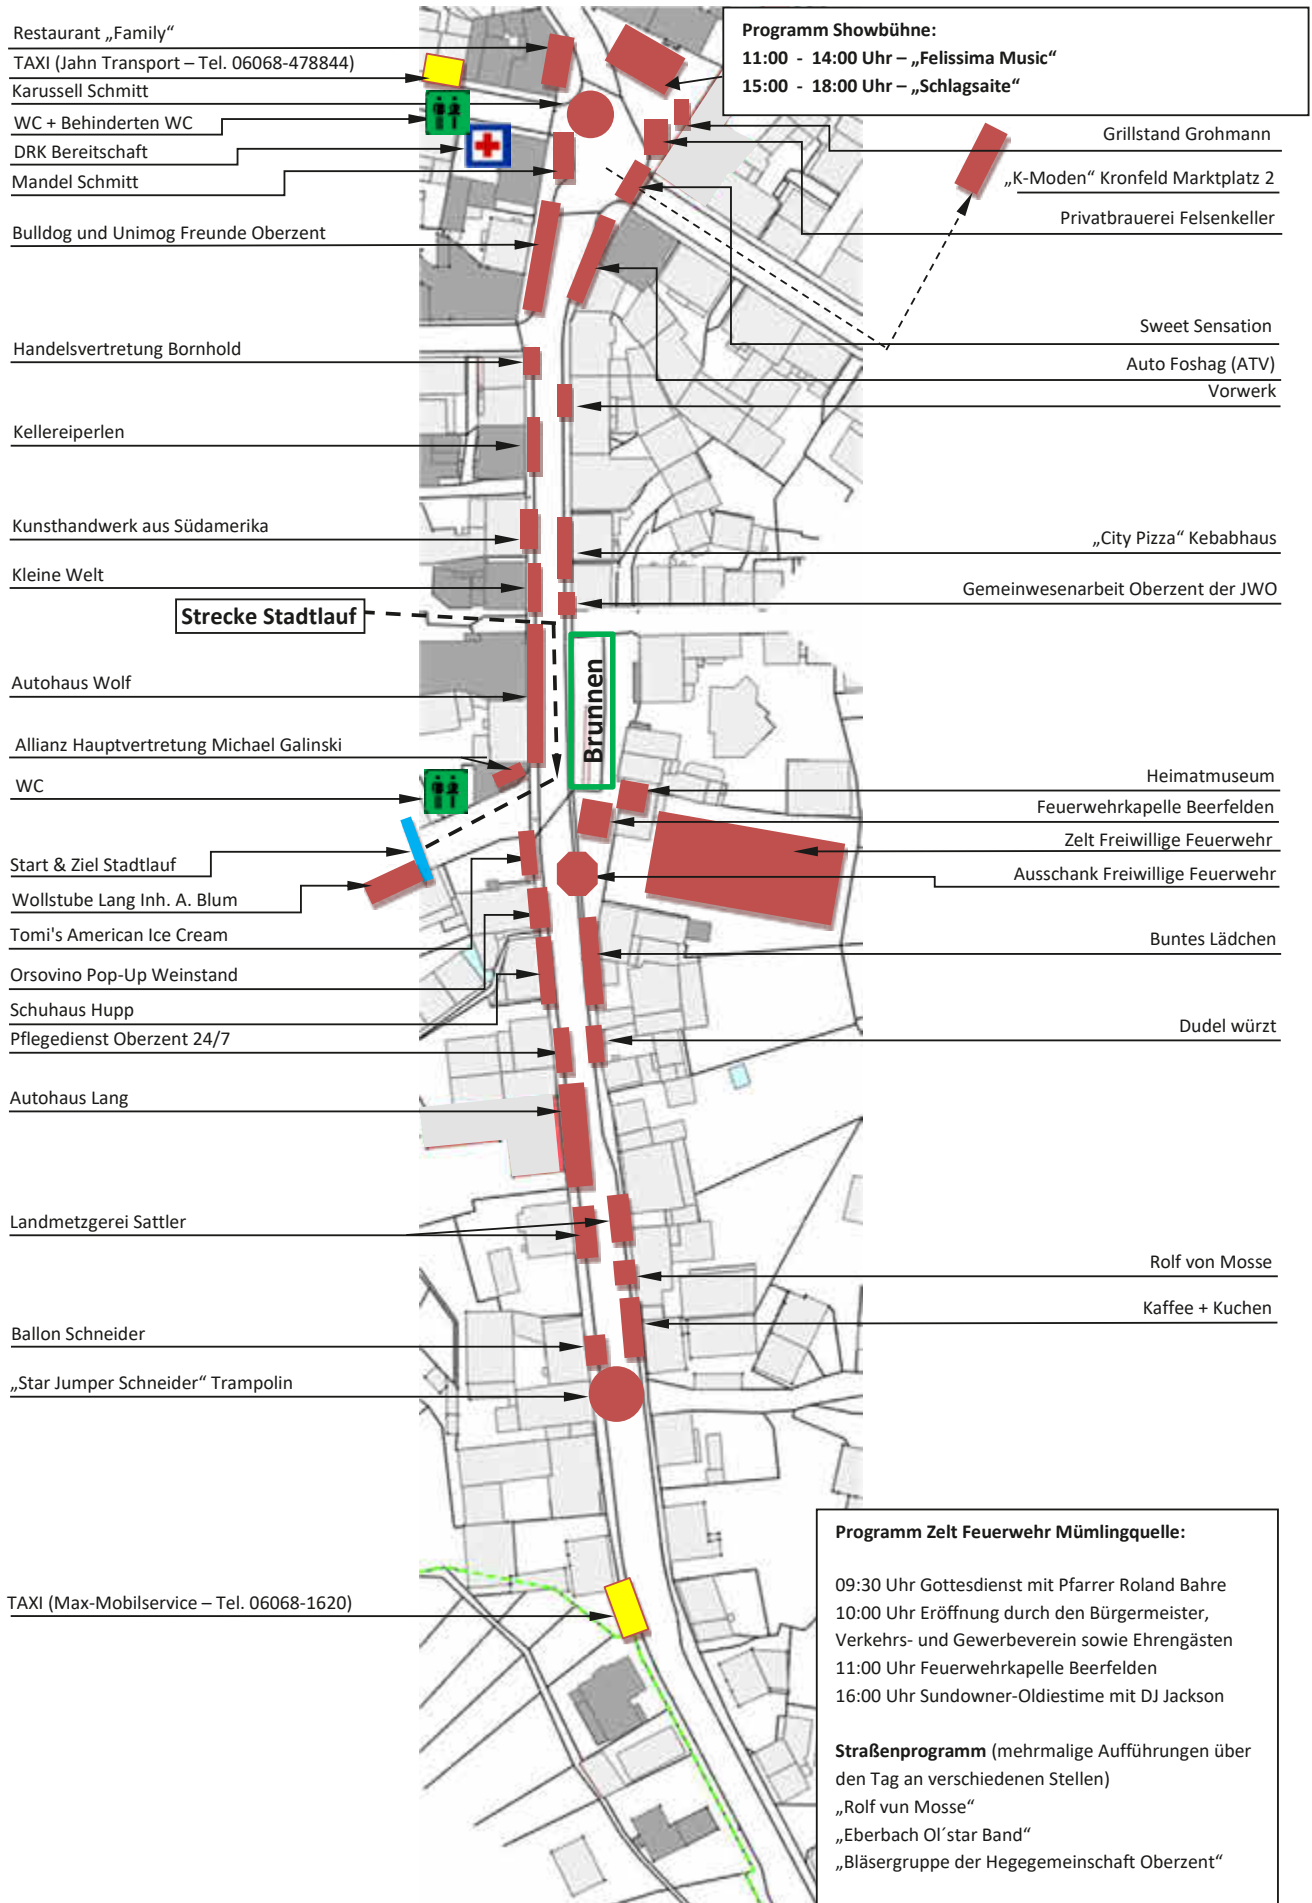 Programm Showbühne:
11:00 - 14:00 Uhr – „Felissima Music“
15:00 - 18:00 Uhr – „Schlagsaite“
Restaurant „Family“
TAXI (Jahn Transport – Tel. 06068-478844)
Karussell Schmitt
WC + Behinderten WC
DRK Bereitschaft
Mandel Schmitt
Bulldog und Unimog Freunde Oberzent
Handelsvertretung Bornhold
Kellereiperlen
Kunsthandwerk aus Südamerika
Kleine Welt
Strecke Stadtlauf
Autohaus Wolf
Allianz Hauptvertretung Michael Galinski
WC
Start & Ziel Stadtlauf
Wollstube Lang Inh. A. Blum
Tomi's American Ice Cream
Orsovino Pop-Up Weinstand
Schuhaus Hupp
Pflegedienst Oberzent 24/7
Autohaus Lang
Landmetzgerei Sattler
Ballon Schneider
„Star Jumper Schneider“ Trampolin
TAXI (Max-Mobilservice – Tel. 06068-1620)
Brunnen
Grillstand Grohmann
„K-Moden“ Kronfeld Marktplatz 2
Privatbrauerei Felsenkeller
Sweet Sensation
Auto Foshag (ATV)
Vorwerk
„City Pizza“ Kebabhaus
Gemeinwesenarbeit Oberzent der JWO
Heimatmuseum
Feuerwehrkapelle Beerfelden
Zelt Freiwillige Feuerwehr
Ausschank Freiwillige Feuerwehr
Buntes Lädchen
Dudel würzt
Rolf von Mosse
Kaffee + Kuchen
Programm Zelt Feuerwehr Mümlingquelle:
09:30 Uhr Gottesdienst mit Pfarrer Roland Bahre
10:00 Uhr Eröffnung durch den Bürgermeister,
Verkehrs- und Gewerbeverein sowie Ehrengästen
11:00 Uhr Feuerwehrkapelle Beerfelden
16:00 Uhr Sundowner-Oldiestime mit DJ Jackson
Straßenprogramm (mehrmalige Aufführungen über
den Tag an verschiedenen Stellen)
„Rolf vun Mosse“
„Eberbach Ol´star Band“
„Bläsergruppe der Hegegemeinschaft Oberzent“